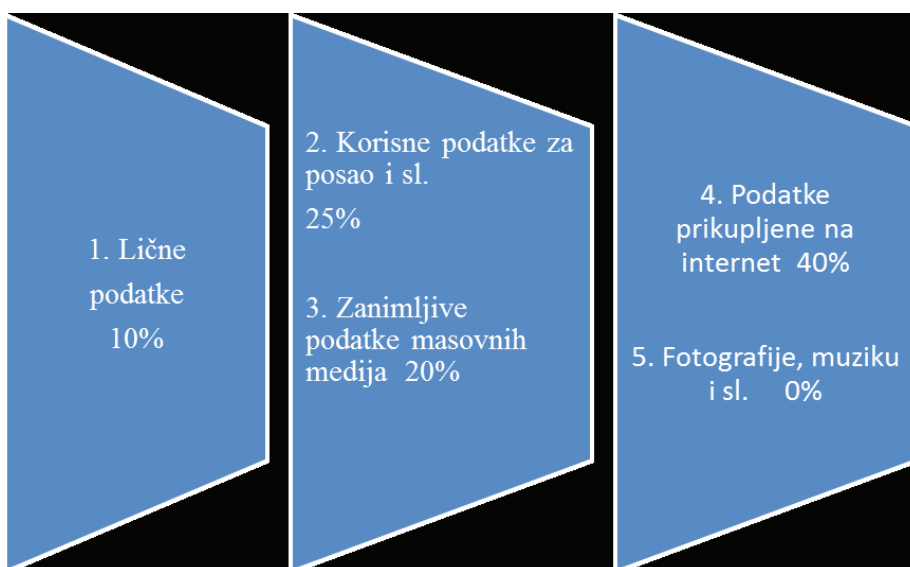 1. Lične
podatke
10%
2. Korisne podatke za
posao i sl.
25%
3. Zanimljive
podatke masovnih
medija 20%
4. Podatke
prikupljene na
internet 40%
5. Fotografije, muziku
i sl. 0%